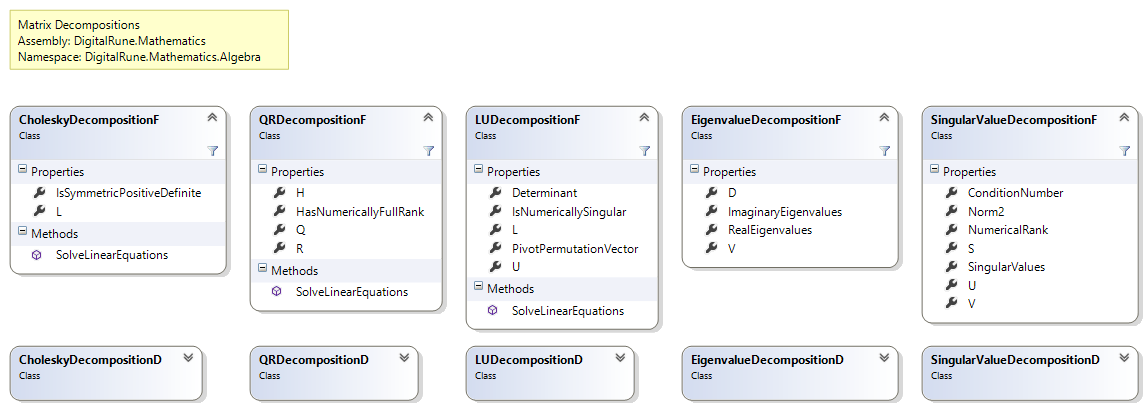 Matrix Decompositions
Assembly: DigitalRune.Mathematics
Namespace: DigitalRune.Mathematics.Algebra
CholeskyDecompositionF
Class
Properties
IsSymmetricPositiveDefinite
L
Methods
SolveLinearEquations
QRDecompositionF
Class
Properties
H
HasNumericallyFullRank
Q
R
Methods
SolveLinearEquations
LUDecompositionF
Class
Properties
Determinant
IsNumericallySingular
L
PivotPermutationVector
U
Methods
SolveLinearEquations
EigenvalueDecompositionF
Class
Properties
D
ImaginaryEigenvalues
RealEigenvalues
V
SingularValueDecompositionF
Class
Properties
ConditionNumber
Norm2
NumericalRank
S
SingularValues
U
V
CholeskyDecompositionD
Class
QRDecompositionD
Class
LUDecompositionD
Class
EigenvalueDecompositionD
Class
SingularValueDecompositionD
Class